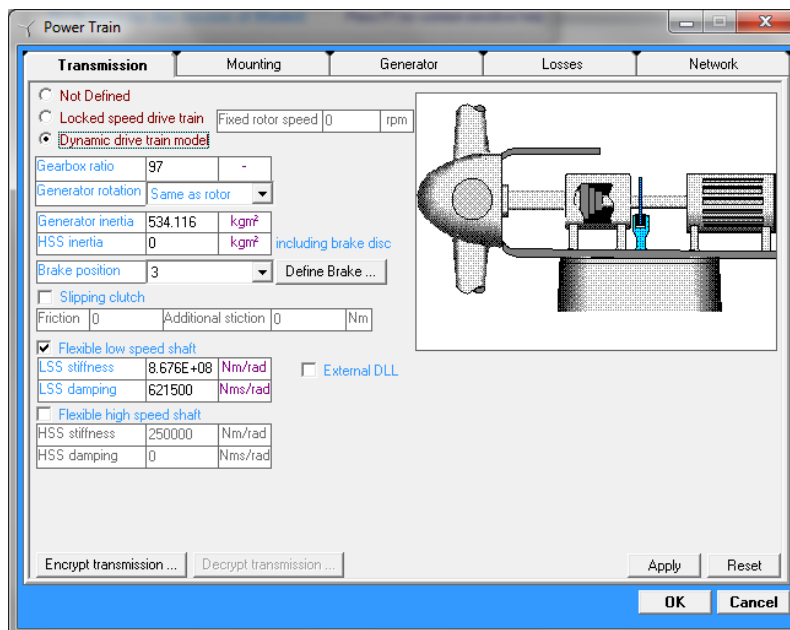 Power Train
Transmission Mounting Generator Losses Network
Not Defined
Locked speed drive train Fixed rotor speed 0 rpm
Dynamic drive train model
Gearbox ratio 97 -
Generator rotation Same as rotor
Generator inertia 534.116 kgm²
HSS inertia 0 kgm² including brake disc
Brake position 3 Define Brake ...
Slipping clutch
Friction 0 Additional stiction 0 Nm
Flexible low speed shaft
LSS stiffness 8.676E+08 Nm/rad External DLL
LSS damping 621500 Nms/rad
Flexible high speed shaft
HSS stiffness 250000 Nm/rad
HSS damping 0 Nms/rad
Encrypt transmission ... Decrypt transmission ... Apply Reset
OK Cancel